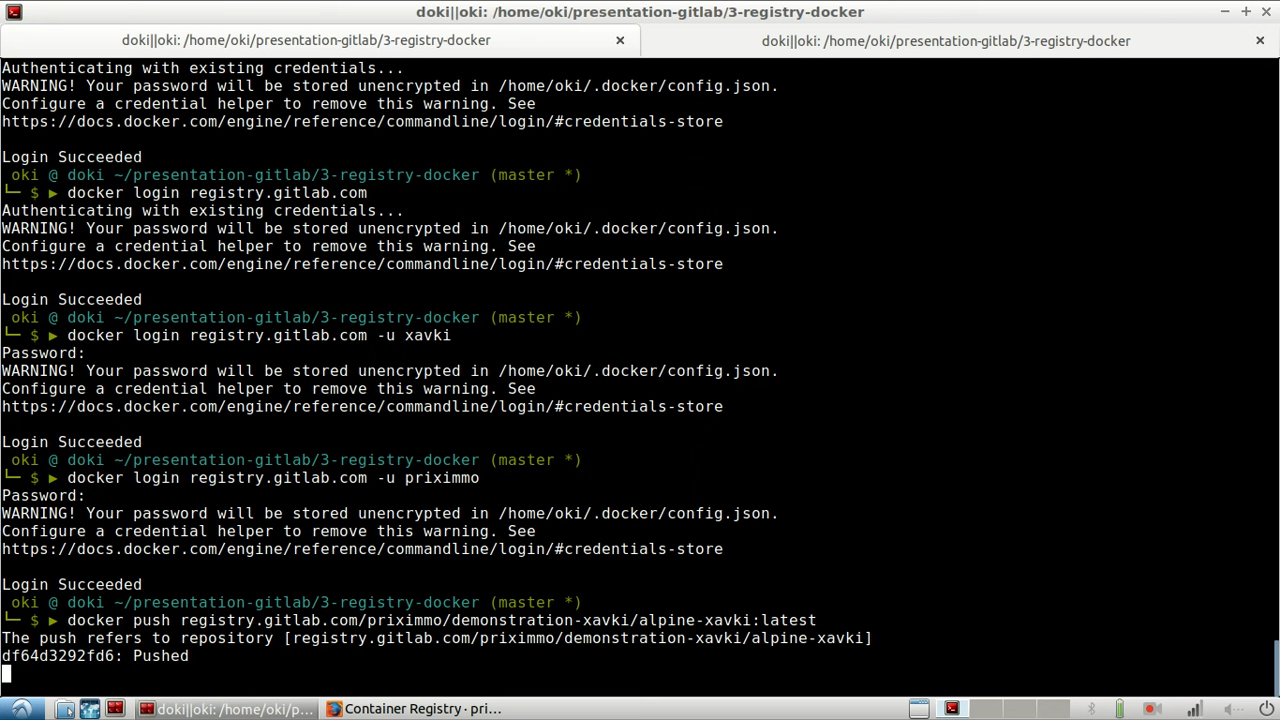 doki||oki: /home/oki/presentation-gitlab/3-registry-docker
doki||oki: /home/oki/presentation-gitlab/3-registry-docker
doki||oki: /home/oki/presentation-gitlab/3-registry-docker
Authenticating with existing credentials...
WARNING! Your password will be stored unencrypted in /home/oki/.docker/config.json.
Configure a credential helper to remove this warning. See
https://docs.docker.com/engine/reference/commandline/login/#credentials-store
Login Succeeded
oki @ doki ~/presentation-gitlab/3-registry-docker (master *)
└─ $ ▶ docker login registry.gitlab.com
Authenticating with existing credentials...
WARNING! Your password will be stored unencrypted in /home/oki/.docker/config.json.
Configure a credential helper to remove this warning. See
https://docs.docker.com/engine/reference/commandline/login/#credentials-store
Login Succeeded
oki @ doki ~/presentation-gitlab/3-registry-docker (master *)
└─ $ ▶ docker login registry.gitlab.com -u xavki
Password:
WARNING! Your password will be stored unencrypted in /home/oki/.docker/config.json.
Configure a credential helper to remove this warning. See
https://docs.docker.com/engine/reference/commandline/login/#credentials-store
Login Succeeded
oki @ doki ~/presentation-gitlab/3-registry-docker (master *)
└─ $ ▶ docker login registry.gitlab.com -u priximmo
Password:
WARNING! Your password will be stored unencrypted in /home/oki/.docker/config.json.
Configure a credential helper to remove this warning. See
https://docs.docker.com/engine/reference/commandline/login/#credentials-store
Login Succeeded
oki @ doki ~/presentation-gitlab/3-registry-docker (master *)
└─ $ ▶ docker push registry.gitlab.com/priximmo/demonstration-xavki/alpine-xavki:latest
The push refers to repository [registry.gitlab.com/priximmo/demonstration-xavki/alpine-xavki]
df64d3292fd6: Pushed
doki||oki: /home/oki/p...
Container Registry · pri...